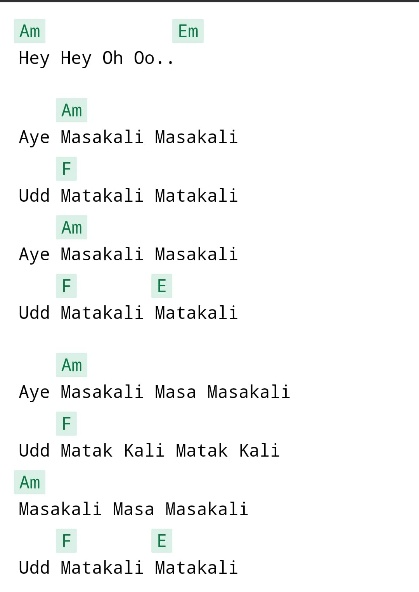 Am Em
Hey Hey Oh Oo..
Am
Aye Masakali Masakali
F
Udd Matakali Matakali
Am
Aye Masakali Masakali
F E
Udd Matakali Matakali
Am
Aye Masakali Masa Masakali
F
Udd Matak Kali Matak Kali
Am
Masakali Masa Masakali
F E
Udd Matakali Matakali